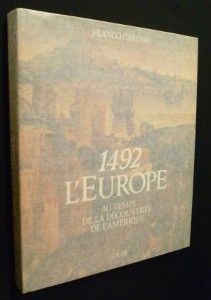 FRANCO CARDINI
1492
L'EUROPE
AU TEMPS
DE LA DÉCOUVERTE
DE L'AMÉRIQUE
SOLAR